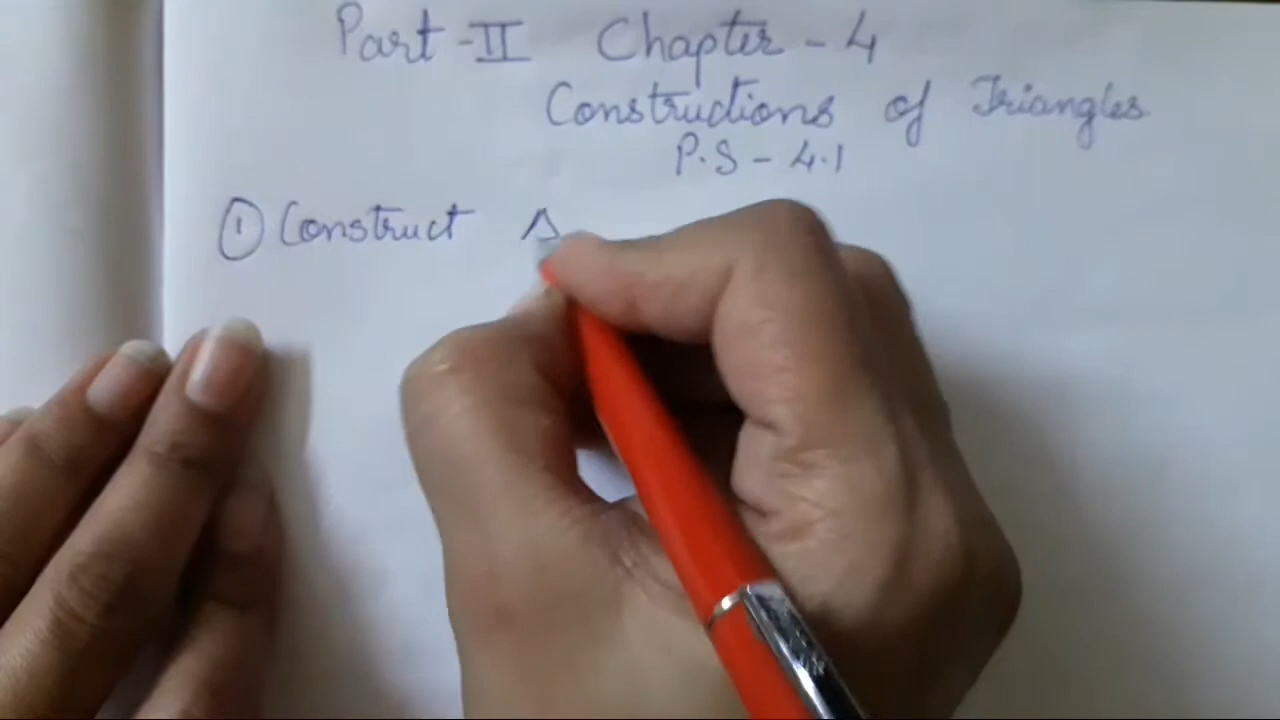 Part-II Chapter-4
Constructions of Triangles
P.S-4.1
① Construct △